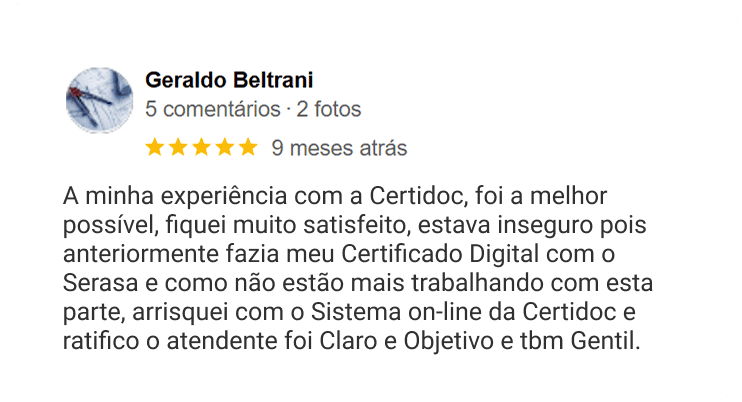 Geraldo Beltrani
5 comentários · 2 fotos
9 meses atrás
A minha experiência com a Certidoc, foi a melhor
possível, fiquei muito satisfeito, estava inseguro pois
anteriormente fazia meu Certificado Digital com o
Serasa e como não estão mais trabalhando com esta
parte, arrisquei com o Sistema on-line da Certidoc e
ratifico o atendente foi Claro e Objetivo e tbm Gentil.